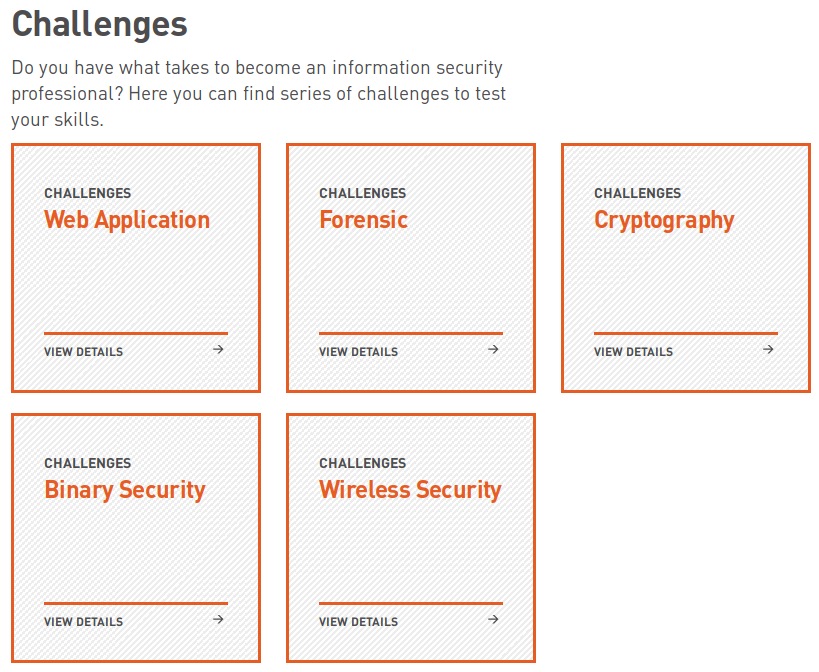 Challenges
Do you have what takes to become an information security
professional? Here you can find series of challenges to test
your skills.
CHALLENGES
Web Application
VIEW DETAILS
CHALLENGES
Forensic
VIEW DETAILS
CHALLENGES
Cryptography
VIEW DETAILS
CHALLENGES
Binary Security
VIEW DETAILS
CHALLENGES
Wireless Security
VIEW DETAILS